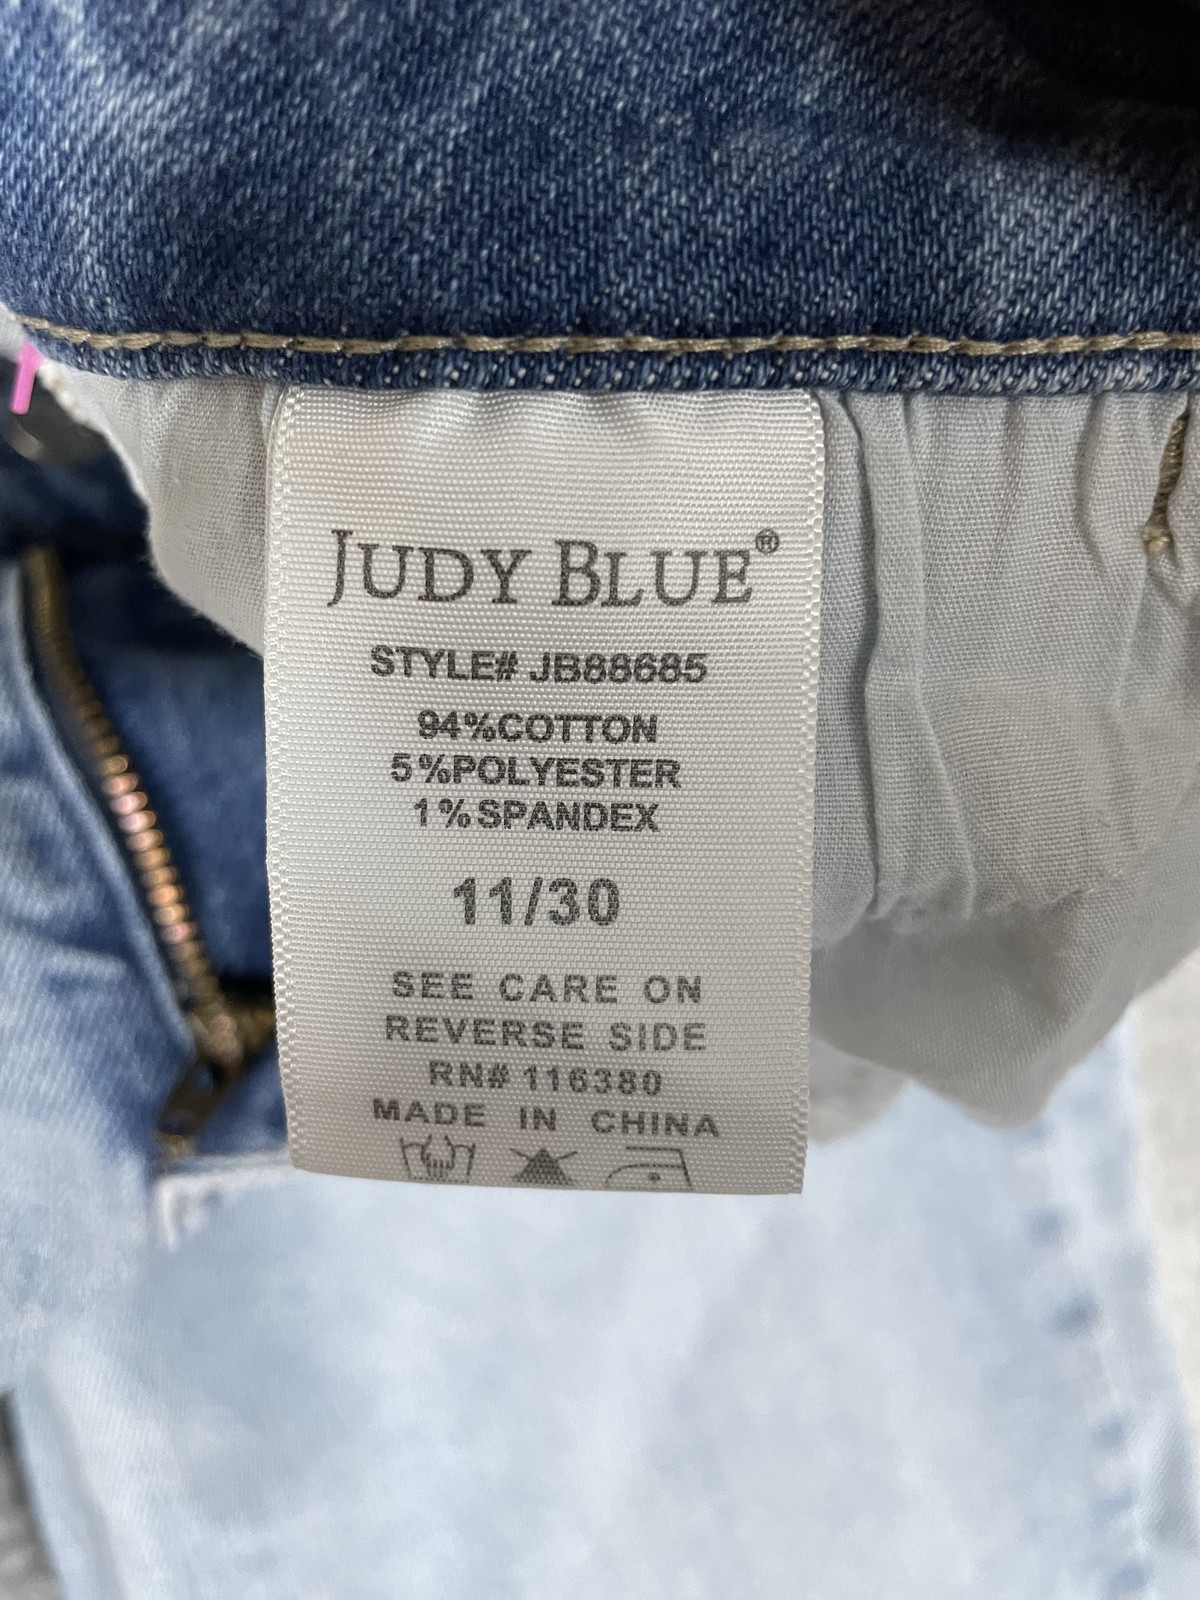 JUDY BLUE®
STYLE# JB88685
94%COTTON
5%POLYESTER
1%SPANDEX
11/30
SEE CARE ON
REVERSE SIDE
RN# 116380
MADE IN CHINA